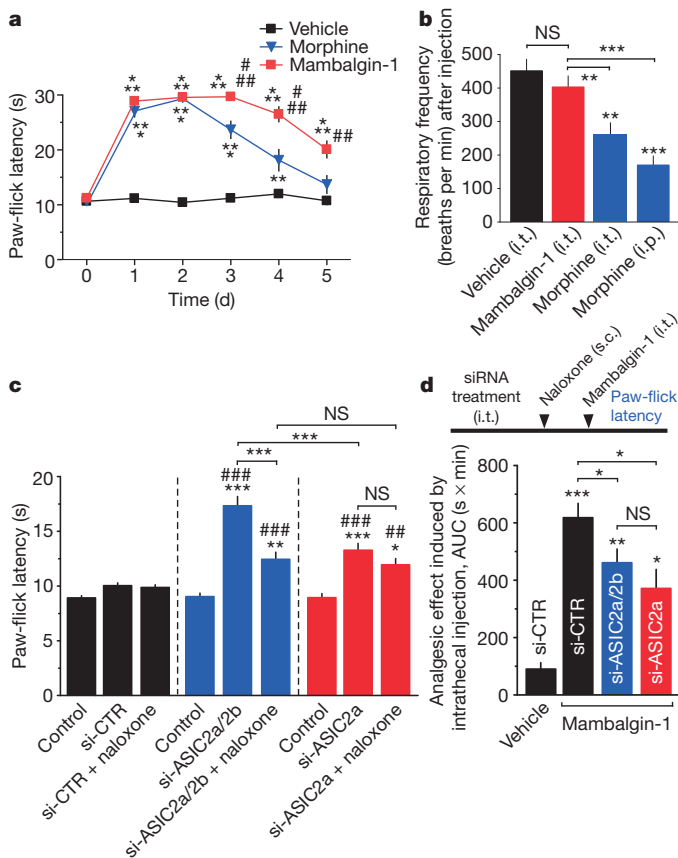 a
Vehicle
Morphine
Mambalgin-1
Paw-flick latency (s)
40
30
20
10
0
0 1 2 3 4 5
Time (d)
*
**
**
*
*
**
**
*
#
*
**
##
**
*
*
**
#
##
**
*
**
##
b
Respiratory frequency
(breaths per min) after injection
500
400
300
200
100
0
NS
***
**
**
***
Vehicle (i.t.)
Mambalgin-1 (i.t.)
Morphine (i.t.)
Morphine (i.p.)
c
Paw-flick latency (s)
20
15
10
5
0
NS
***
***
NS
###
***
###
**
###
***
##
*
Control
si-CTR
si-CTR + naloxone
Control
si-ASIC2a/2b
si-ASIC2a/2b + naloxone
Control
si-ASIC2a
si-ASIC2a + naloxone
d
siRNA
treatment
(i.t.)
Naloxone (s.c.)
Mambalgin-1 (i.t.)
Paw-flick
latency
Analgesic effect induced by
intrathecal injection, AUC (s × min)
800
600
400
200
0
*
*
NS
***
**
*
si-CTR
si-CTR
si-ASIC2a/2b
si-ASIC2a
Vehicle
Mambalgin-1